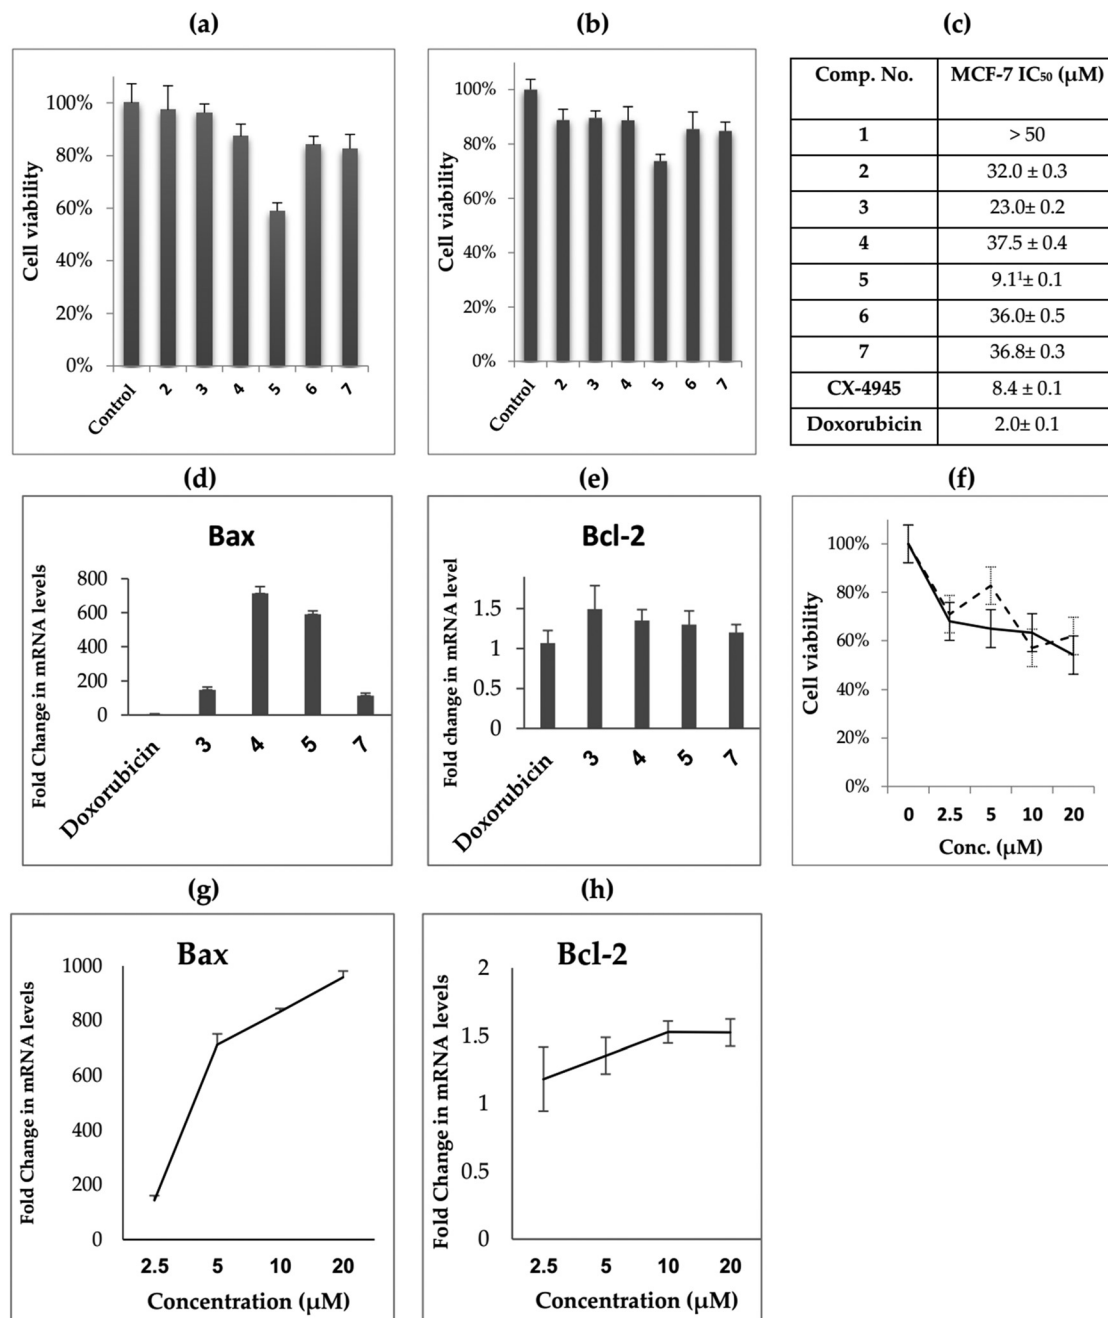 (a)
(b)
(c)
Cell viability
100%
80%
60%
40%
20%
0%
Control
2
3
4
5
6
7
Cell viability
100%
80%
60%
40%
20%
0%
Control
2
3
4
5
6
7
Comp. No. MCF-7 IC₅₀ (µM)
1 > 50
2 32.0 ± 0.3
3 23.0± 0.2
4 37.5 ± 0.4
5 9.1¹± 0.1
6 36.0± 0.5
7 36.8± 0.3
CX-4945 8.4 ± 0.1
Doxorubicin 2.0± 0.1
(d)
(e)
(f)
Bax
Fold Change in mRNA levels
800
600
400
200
0
Doxorubicin
3
4
5
7
Bcl-2
Fold change in mRNA level
1.5
1
0.5
0
Doxorubicin
3
4
5
7
Cell viability
100%
80%
60%
40%
20%
0%
0 2.5 5 10 20
Conc. (µM)
(g)
(h)
Bax
Fold Change in mRNA levels
1000
800
600
400
200
0
2.5 5 10 20
Concentration (µM)
Bcl-2
Fold Change in mRNA levels
2
1.5
1
0.5
0
2.5 5 10 20
Concentration (µM)